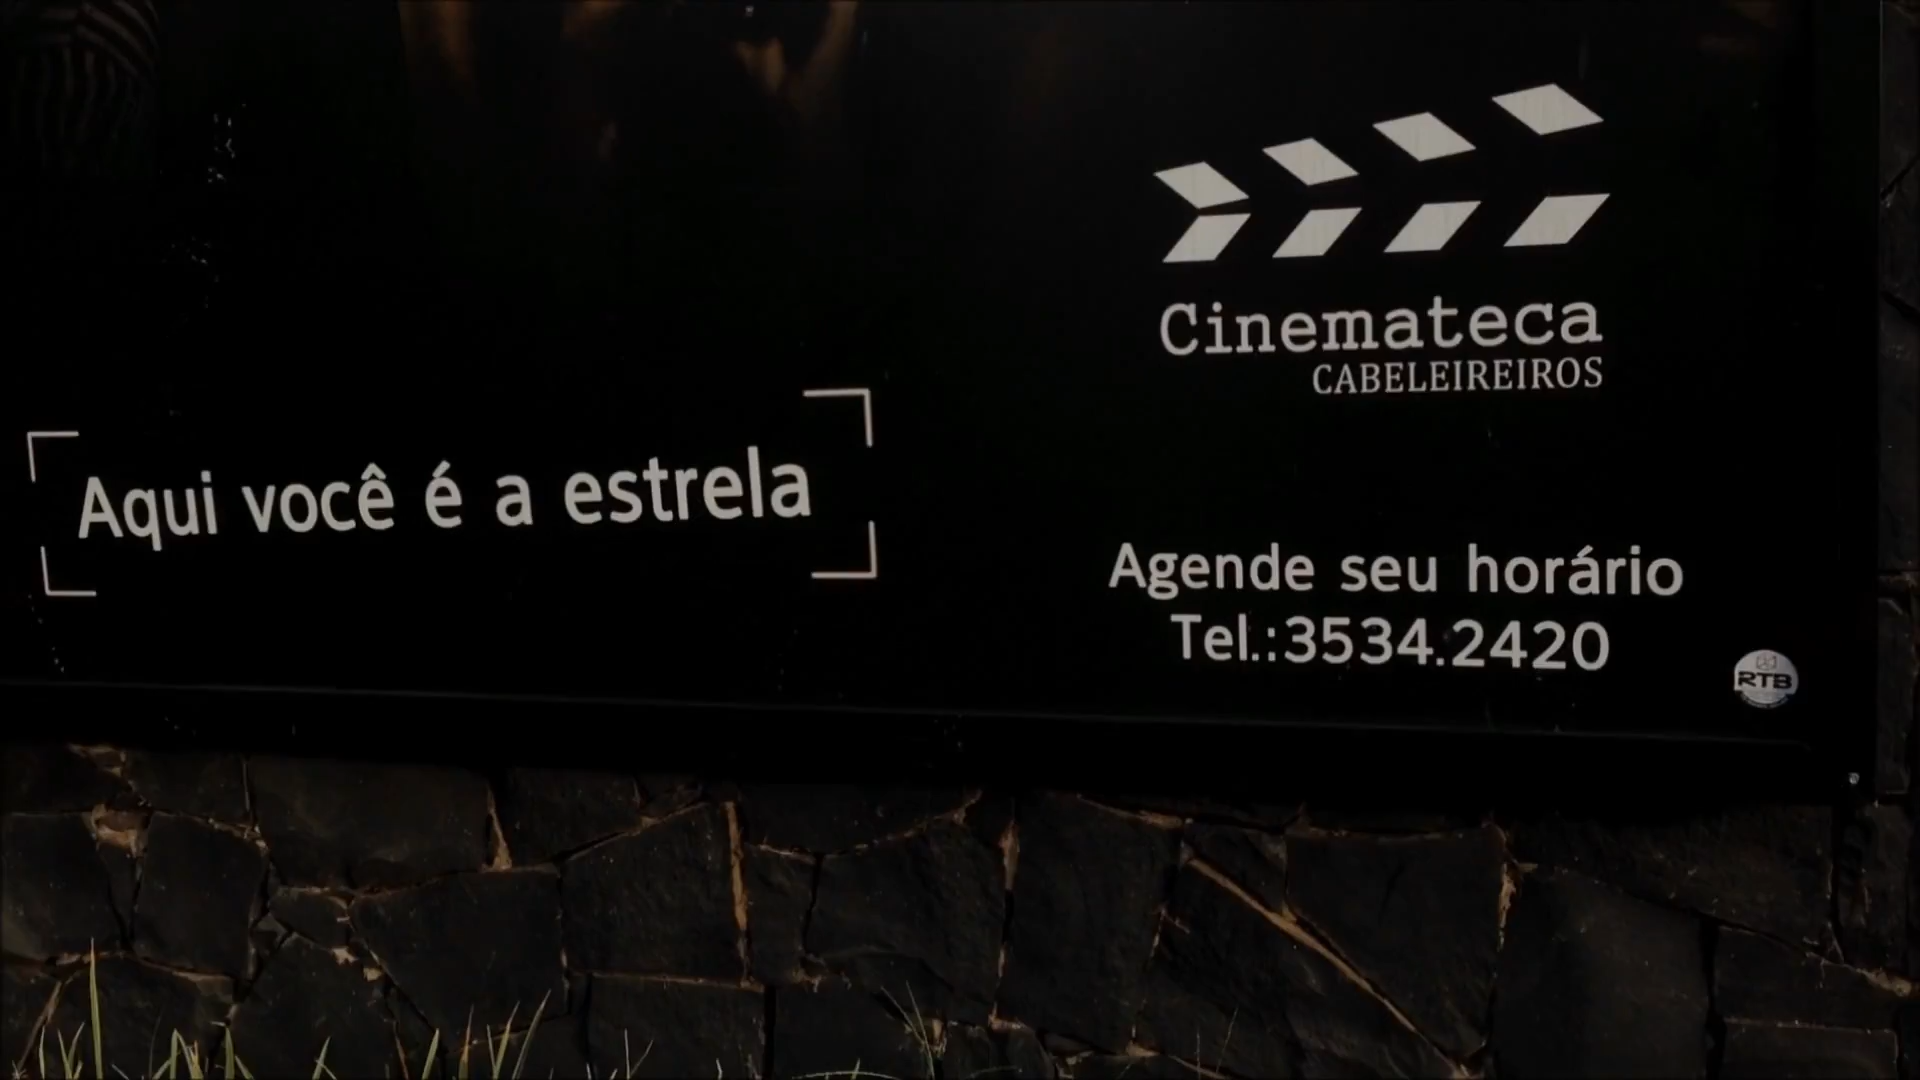 Cinemateca
CABELEIREIROS
Aqui você é a estrela
Agende seu horário
Tel.:3534.2420
RTB